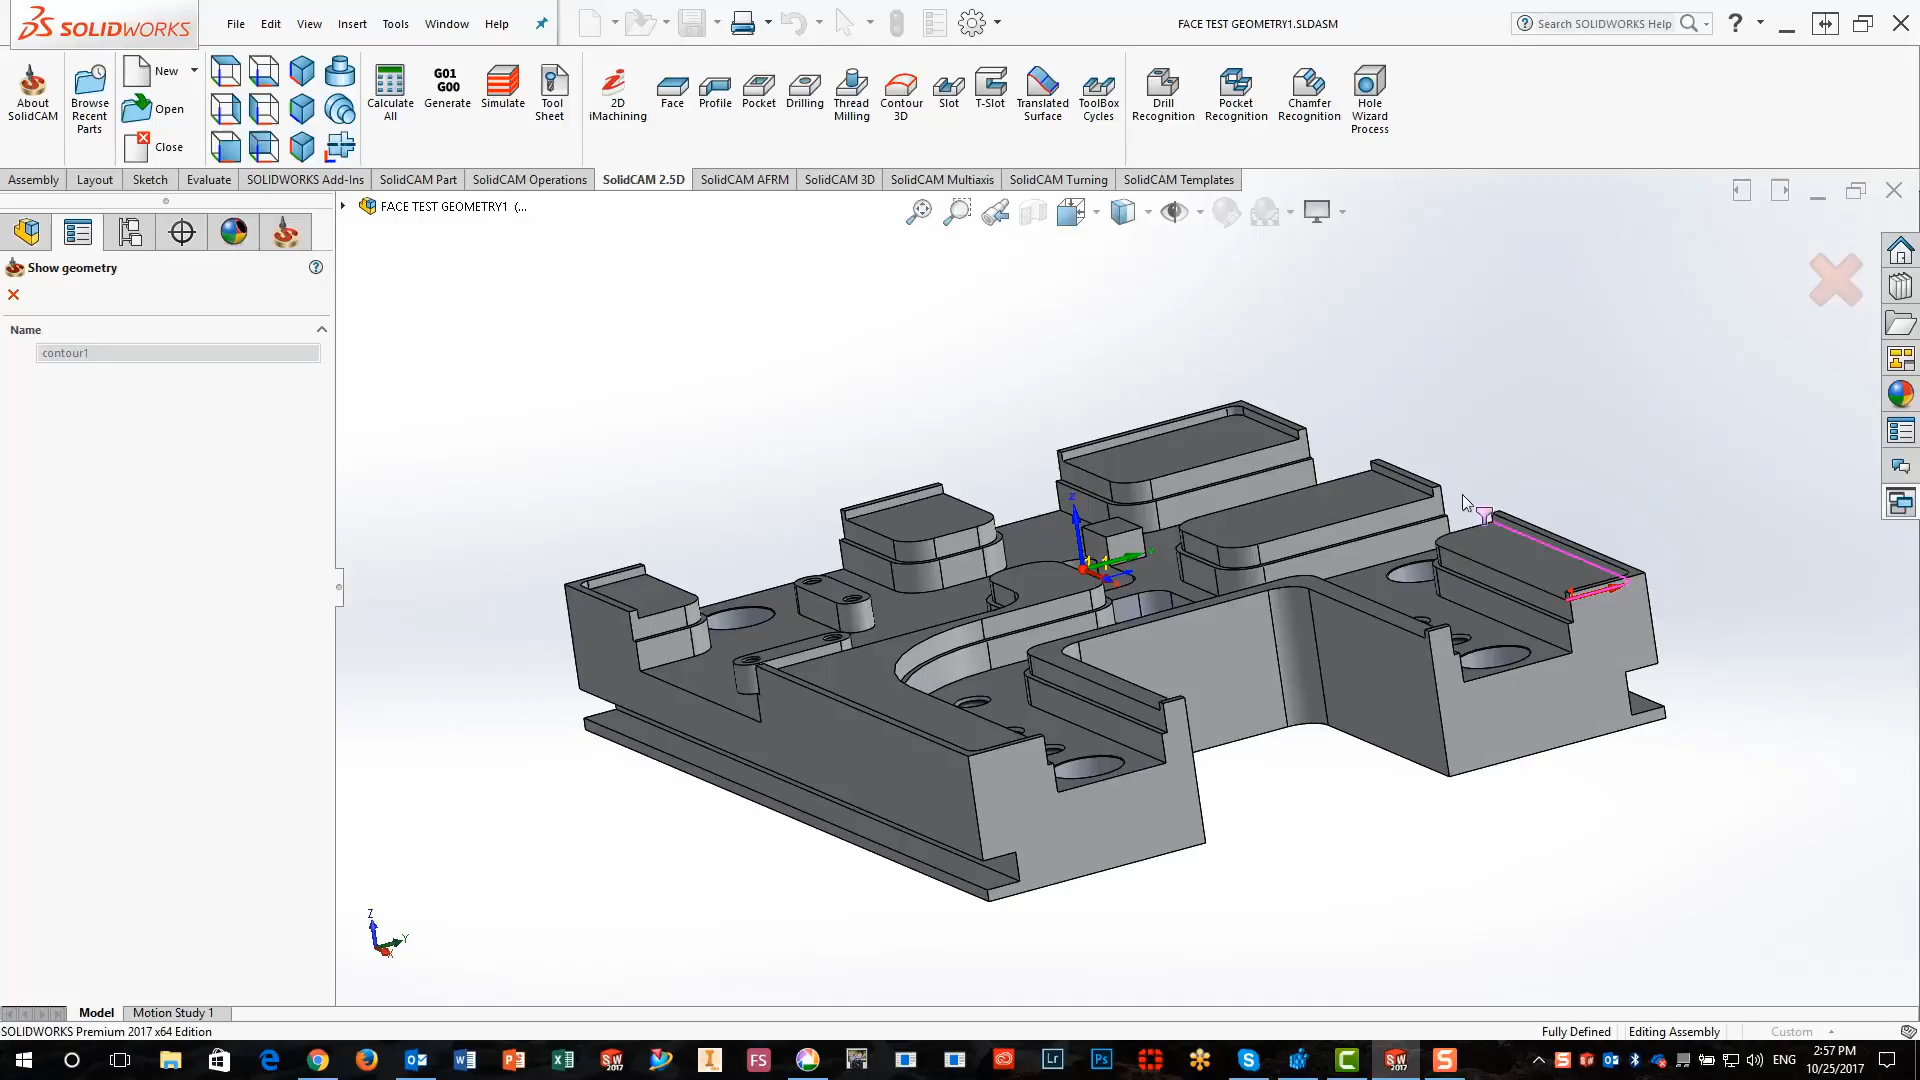 SOLIDWORKS
File Edit View Insert Tools Window Help
FACE TEST GEOMETRY1.SLDASM
Search SOLIDWORKS Help
About SolidCAM
Browse Recent Parts
New
Open
Close
Calculate All
G01 G00 Generate
Simulate
Tool Sheet
2D iMachining
Face
Profile
Pocket
Drilling
Thread Milling
Contour 3D
Slot
T-Slot
Translated Surface
ToolBox Cycles
Drill Recognition
Pocket Recognition
Chamfer Recognition
Hole Wizard Process
Assembly Layout Sketch Evaluate SOLIDWORKS Add-Ins SolidCAM Part SolidCAM Operations SolidCAM 2.5D SolidCAM AFRM SolidCAM 3D SolidCAM Multiaxis SolidCAM Turning SolidCAM Templates
FACE TEST GEOMETRY1 (...
Show geometry
Name
contour1
Z
Z
Y
X
Model Motion Study 1
SOLIDWORKS Premium 2017 x64 Edition
Fully Defined Editing Assembly Custom
FS Lr Ps
ENG
2:57 PM
10/25/2017